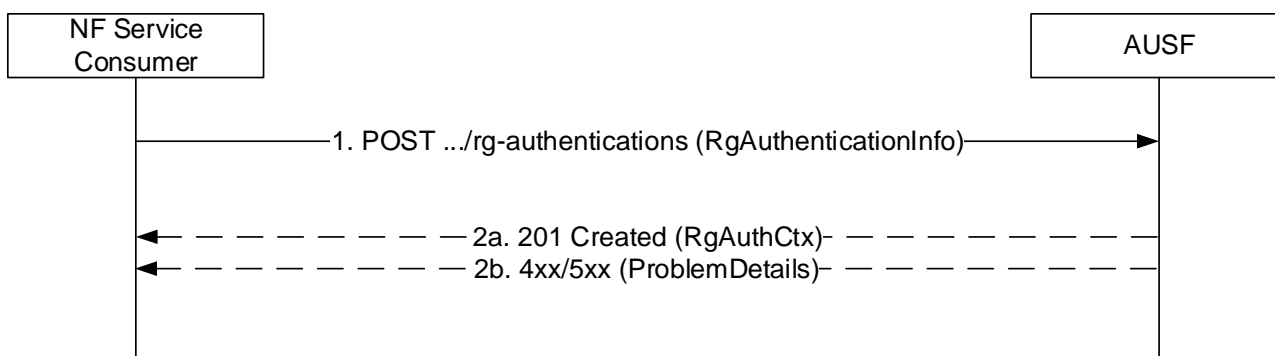 NF Service
Consumer
AUSF
1. POST .../rg-authentications (RgAuthenticationInfo)
2a. 201 Created (RgAuthCtx)
2b. 4xx/5xx (ProblemDetails)